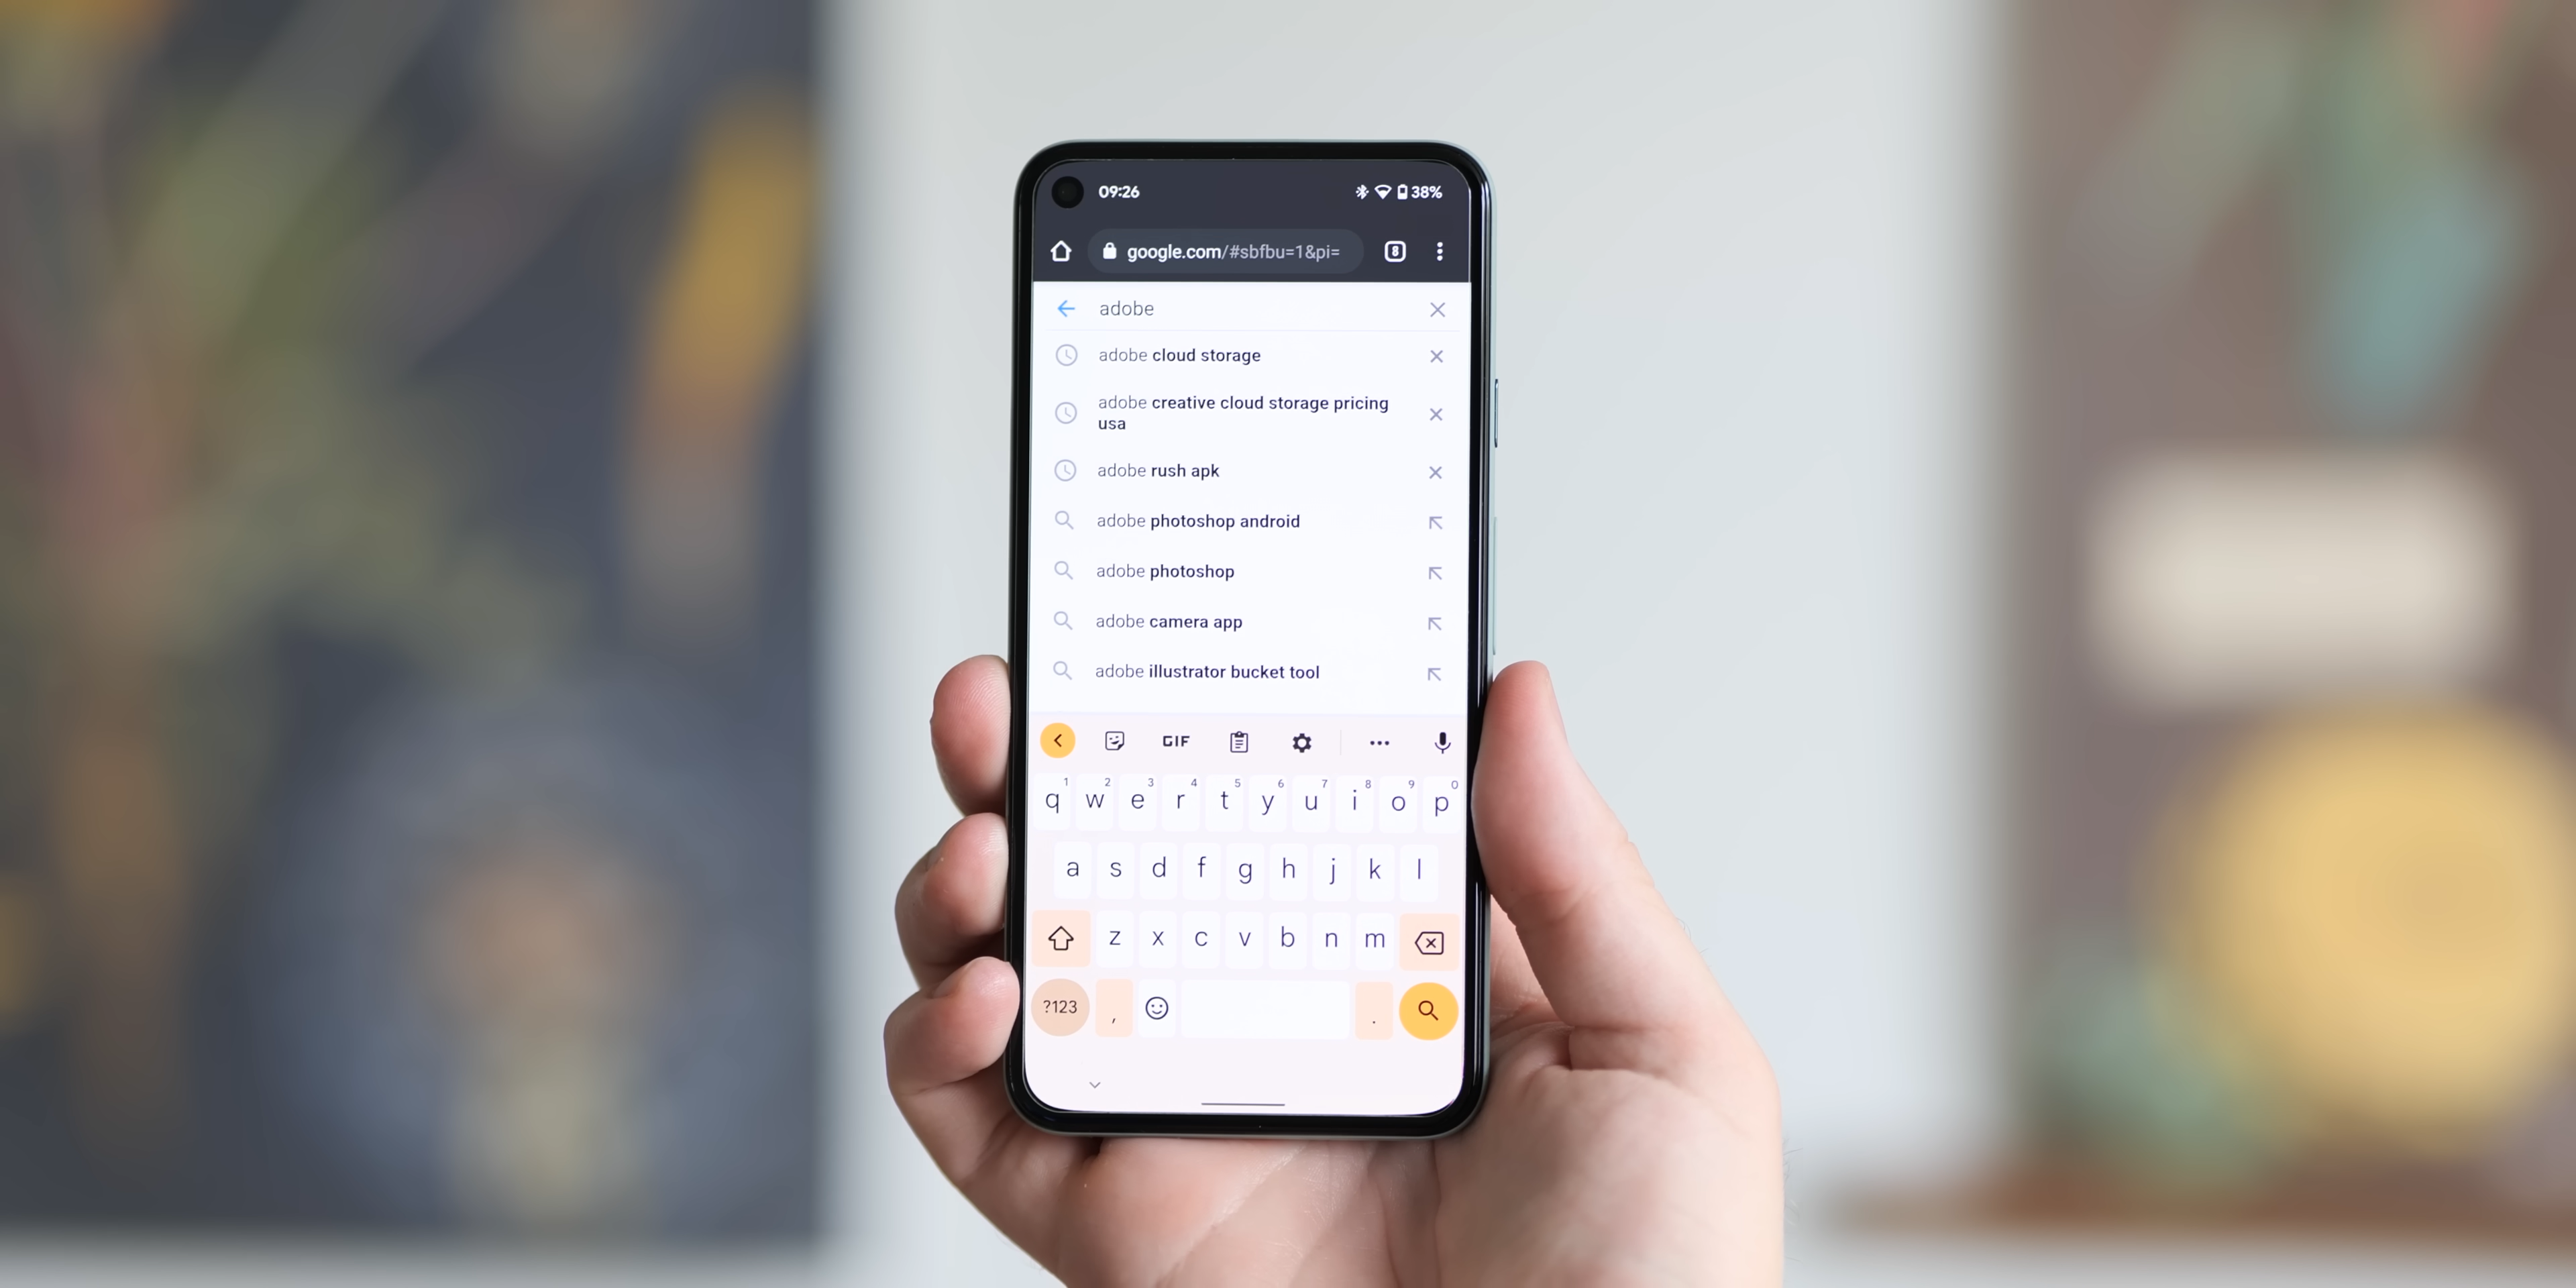 09:26 38%
google.com/#sbfbu=1&pi= 8
adobe
adobe cloud storage
adobe creative cloud storage pricing
usa
adobe rush apk
adobe photoshop android
adobe photoshop
adobe camera app
adobe illustrator bucket tool
GIF
1 2 3 4 5 6 7 8 9 0
q w e r t y u i o p
a s d f g h j k l
z x c v b n m
?123 , .